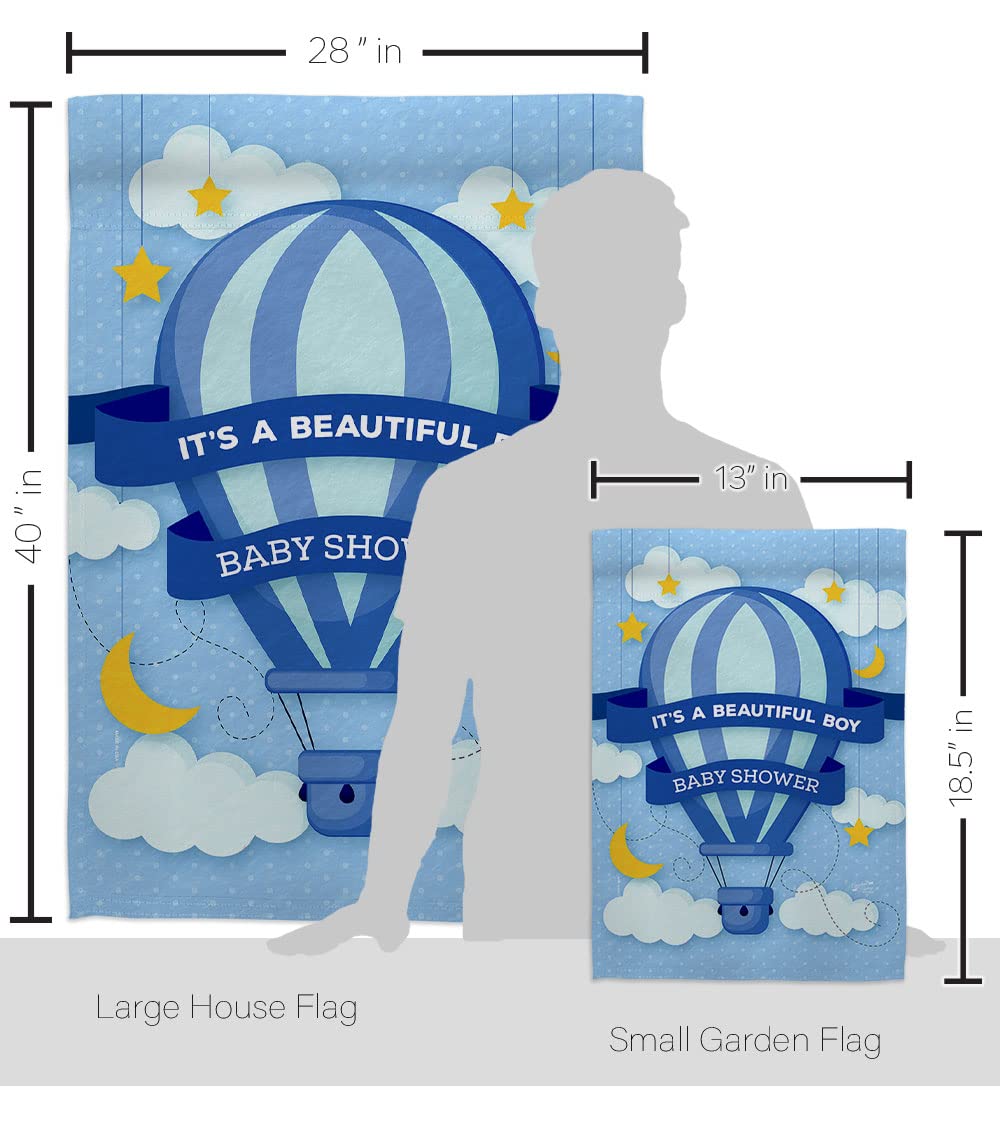 28 " in
40 " in
IT'S A BEAUTIFUL
BABY SHO
13" in
18.5" in
IT'S A BEAUTIFUL BOY
BABY SHOWER
Large House Flag
Small Garden Flag